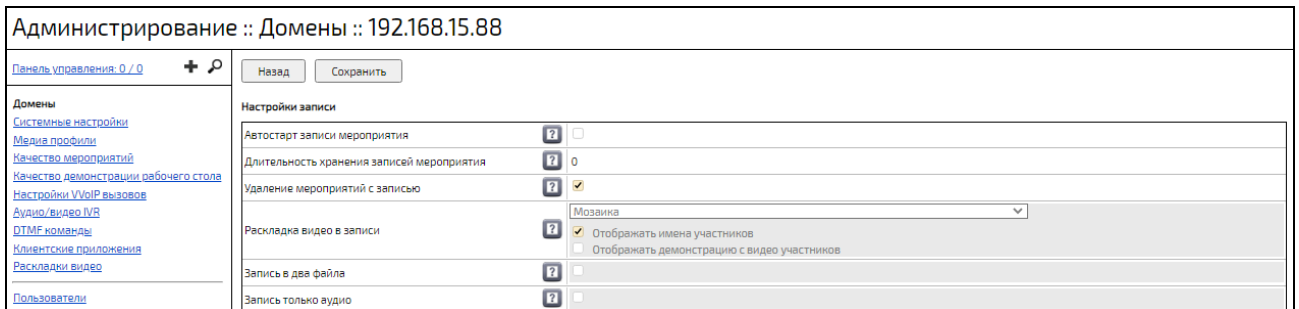 Администрирование :: Домены :: 192.168.15.88
Панель управления: 0 / 0
Назад
Сохранить
Домены
Системные настройки
Медиа профили
Качество мероприятий
Качество демонстрации рабочего стола
Настройки VVoIP вызовов
Аудио/видео IVR
DTMF команды
Клиентские приложения
Раскладки видео
Пользователи
Настройки записи
Автостарт записи мероприятия ?
Длительность хранения записей мероприятия ? 0
Удаление мероприятий с записью ?
Раскладка видео в записи ? Мозаика
Отображать имена участников
Отображать демонстрацию с видео участников
Запись в два файла ?
Запись только аудио ?